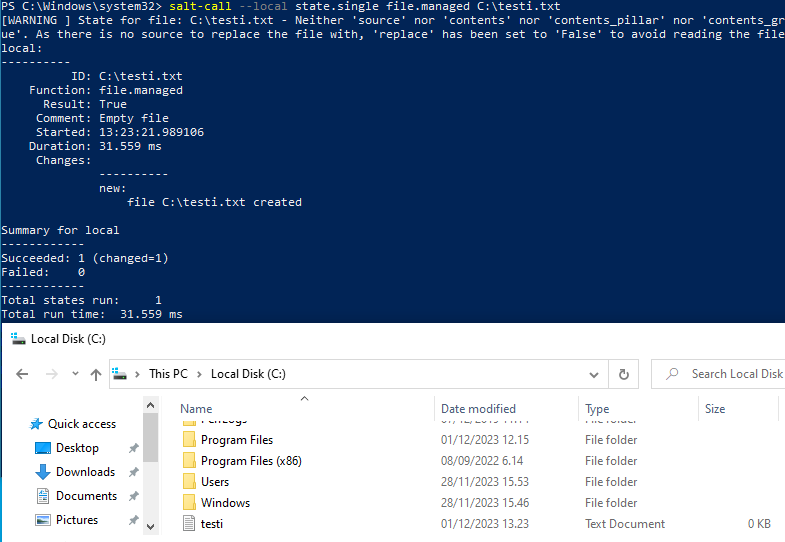 PS C:\Windows\system32> salt-call --local state.single file.managed C:\testi.txt
[WARNING ] State for file: C:\testi.txt - Neither 'source' nor 'contents' nor 'contents_pillar' nor 'contents_gr
ue'. As there is no source to replace the file with, 'replace' has been set to 'False' to avoid reading the file
local:
----------
ID: C:\testi.txt
Function: file.managed
Result: True
Comment: Empty file
Started: 13:23:21.989106
Duration: 31.559 ms
Changes:
----------
new:
file C:\testi.txt created
Summary for local
------------
Succeeded: 1 (changed=1)
Failed: 0
------------
Total states run: 1
Total run time: 31.559 ms
Local Disk (C:)
This PC > Local Disk (C:) Search Local Disk
Name Date modified Type Size
Quick access
Desktop
Downloads
Documents
Pictures
PerfLogs File folder
Program Files 01/12/2023 12.15 File folder
Program Files (x86) 08/09/2022 6.14 File folder
Users 28/11/2023 15.53 File folder
Windows 28/11/2023 15.46 File folder
testi 01/12/2023 13.23 Text Document 0 KB